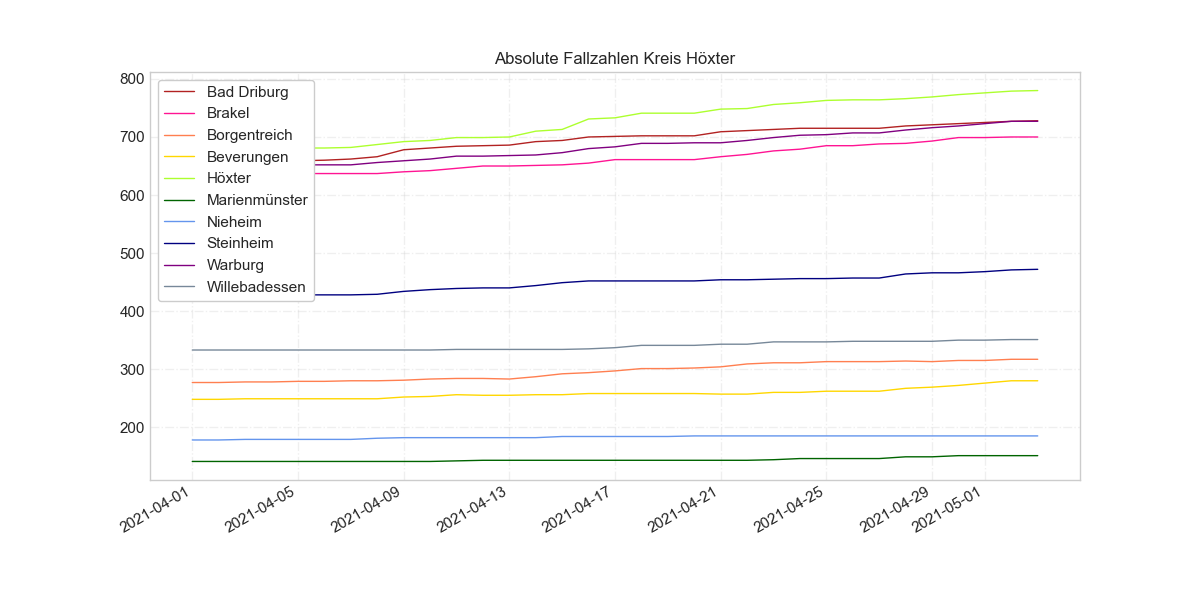 Absolute Fallzahlen Kreis Höxter
800
700
600
500
400
300
200
Bad Driburg
Brakel
Borgentreich
Beverungen
Höxter
Marienmünster
Nieheim
Steinheim
Warburg
Willebadessen
2021-04-01
2021-04-05
2021-04-09
2021-04-13
2021-04-17
2021-04-21
2021-04-25
2021-04-29
2021-05-01